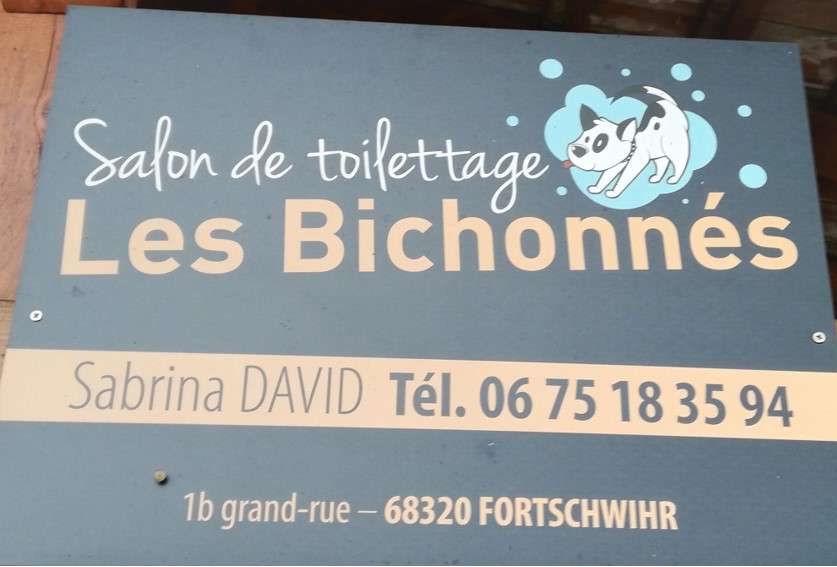 Salon de toilettage
Les Bichonnés
Sabrina DAVID Tél. 06 75 18 35 94
1b grand-rue – 68320 FORTSCHWIHR